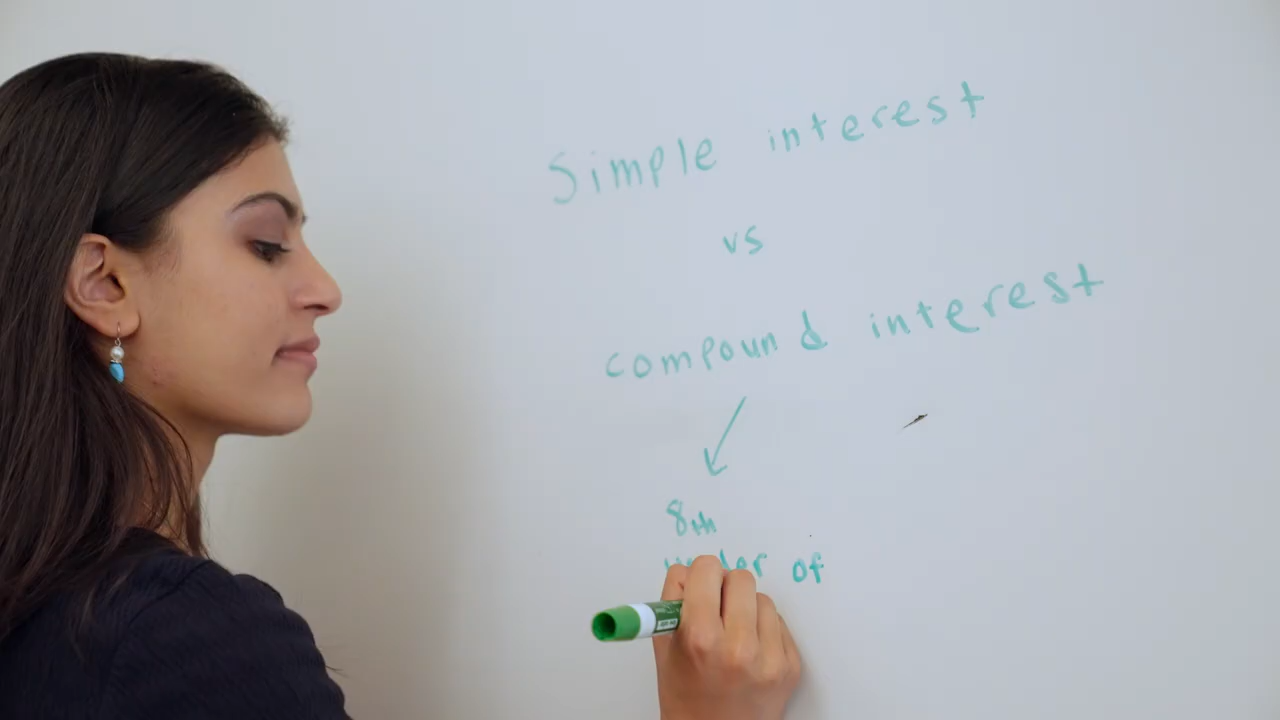 Simple interest
vs
compound interest
8th
of